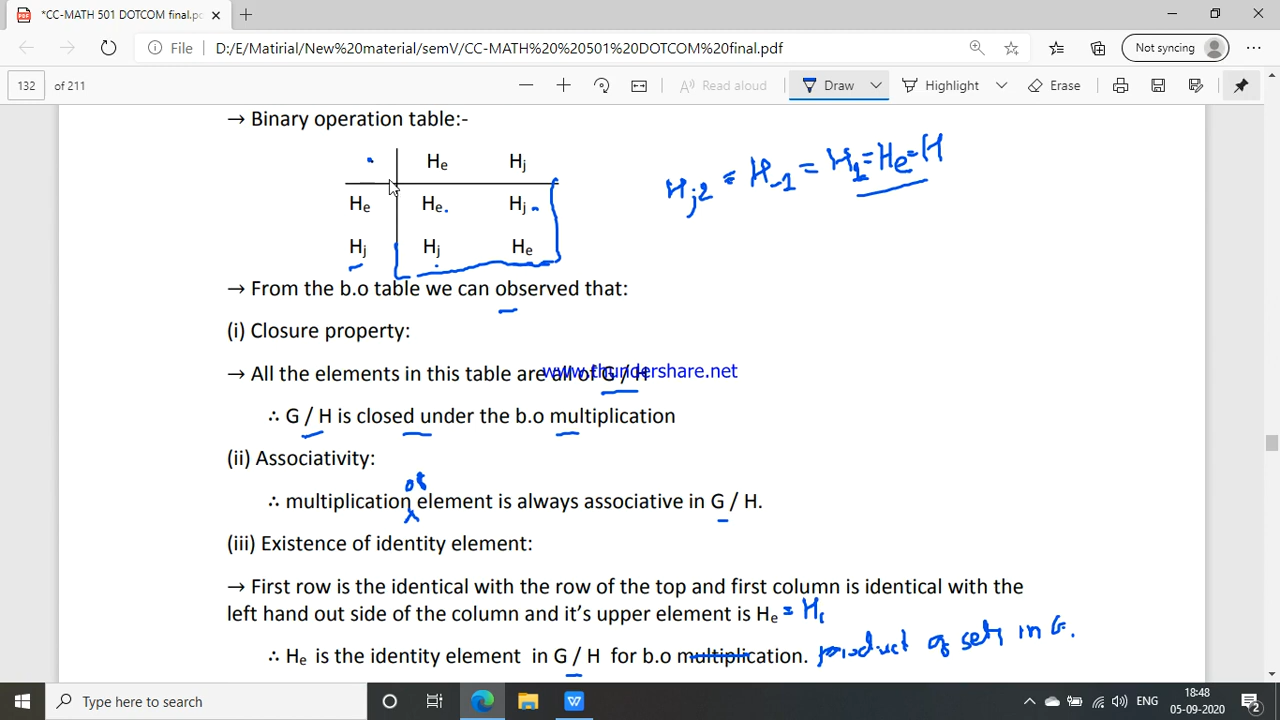 *CC-MATH 501 DOTCOM final.pd
File D:/E/Matirial/New%20material/semV/CC-MATH%20%20501%20DOTCOM%20final.pdf Not syncing
132 of 211 Read aloud Draw Highlight Erase
→ Binary operation table:-
. He Hj
He He. Hj.
Hj Hj He
Hj2 = H-1 = H1 = He = H
→ From the b.o table we can observed that:
(i) Closure property:
→ All the elements in this table are all of G / H
www.thundershare.net
∴ G / H is closed under the b.o multiplication
(ii) Associativity:
of
∴ multiplication element is always associative in G / H.
(iii) Existence of identity element:
→ First row is the identical with the row of the top and first column is identical with the
left hand out side of the column and it's upper element is He = H1
∴ He is the identity element in G / H for b.o multiplication. product of sets in G.
Type here to search ENG 18:48
05-09-2020 2